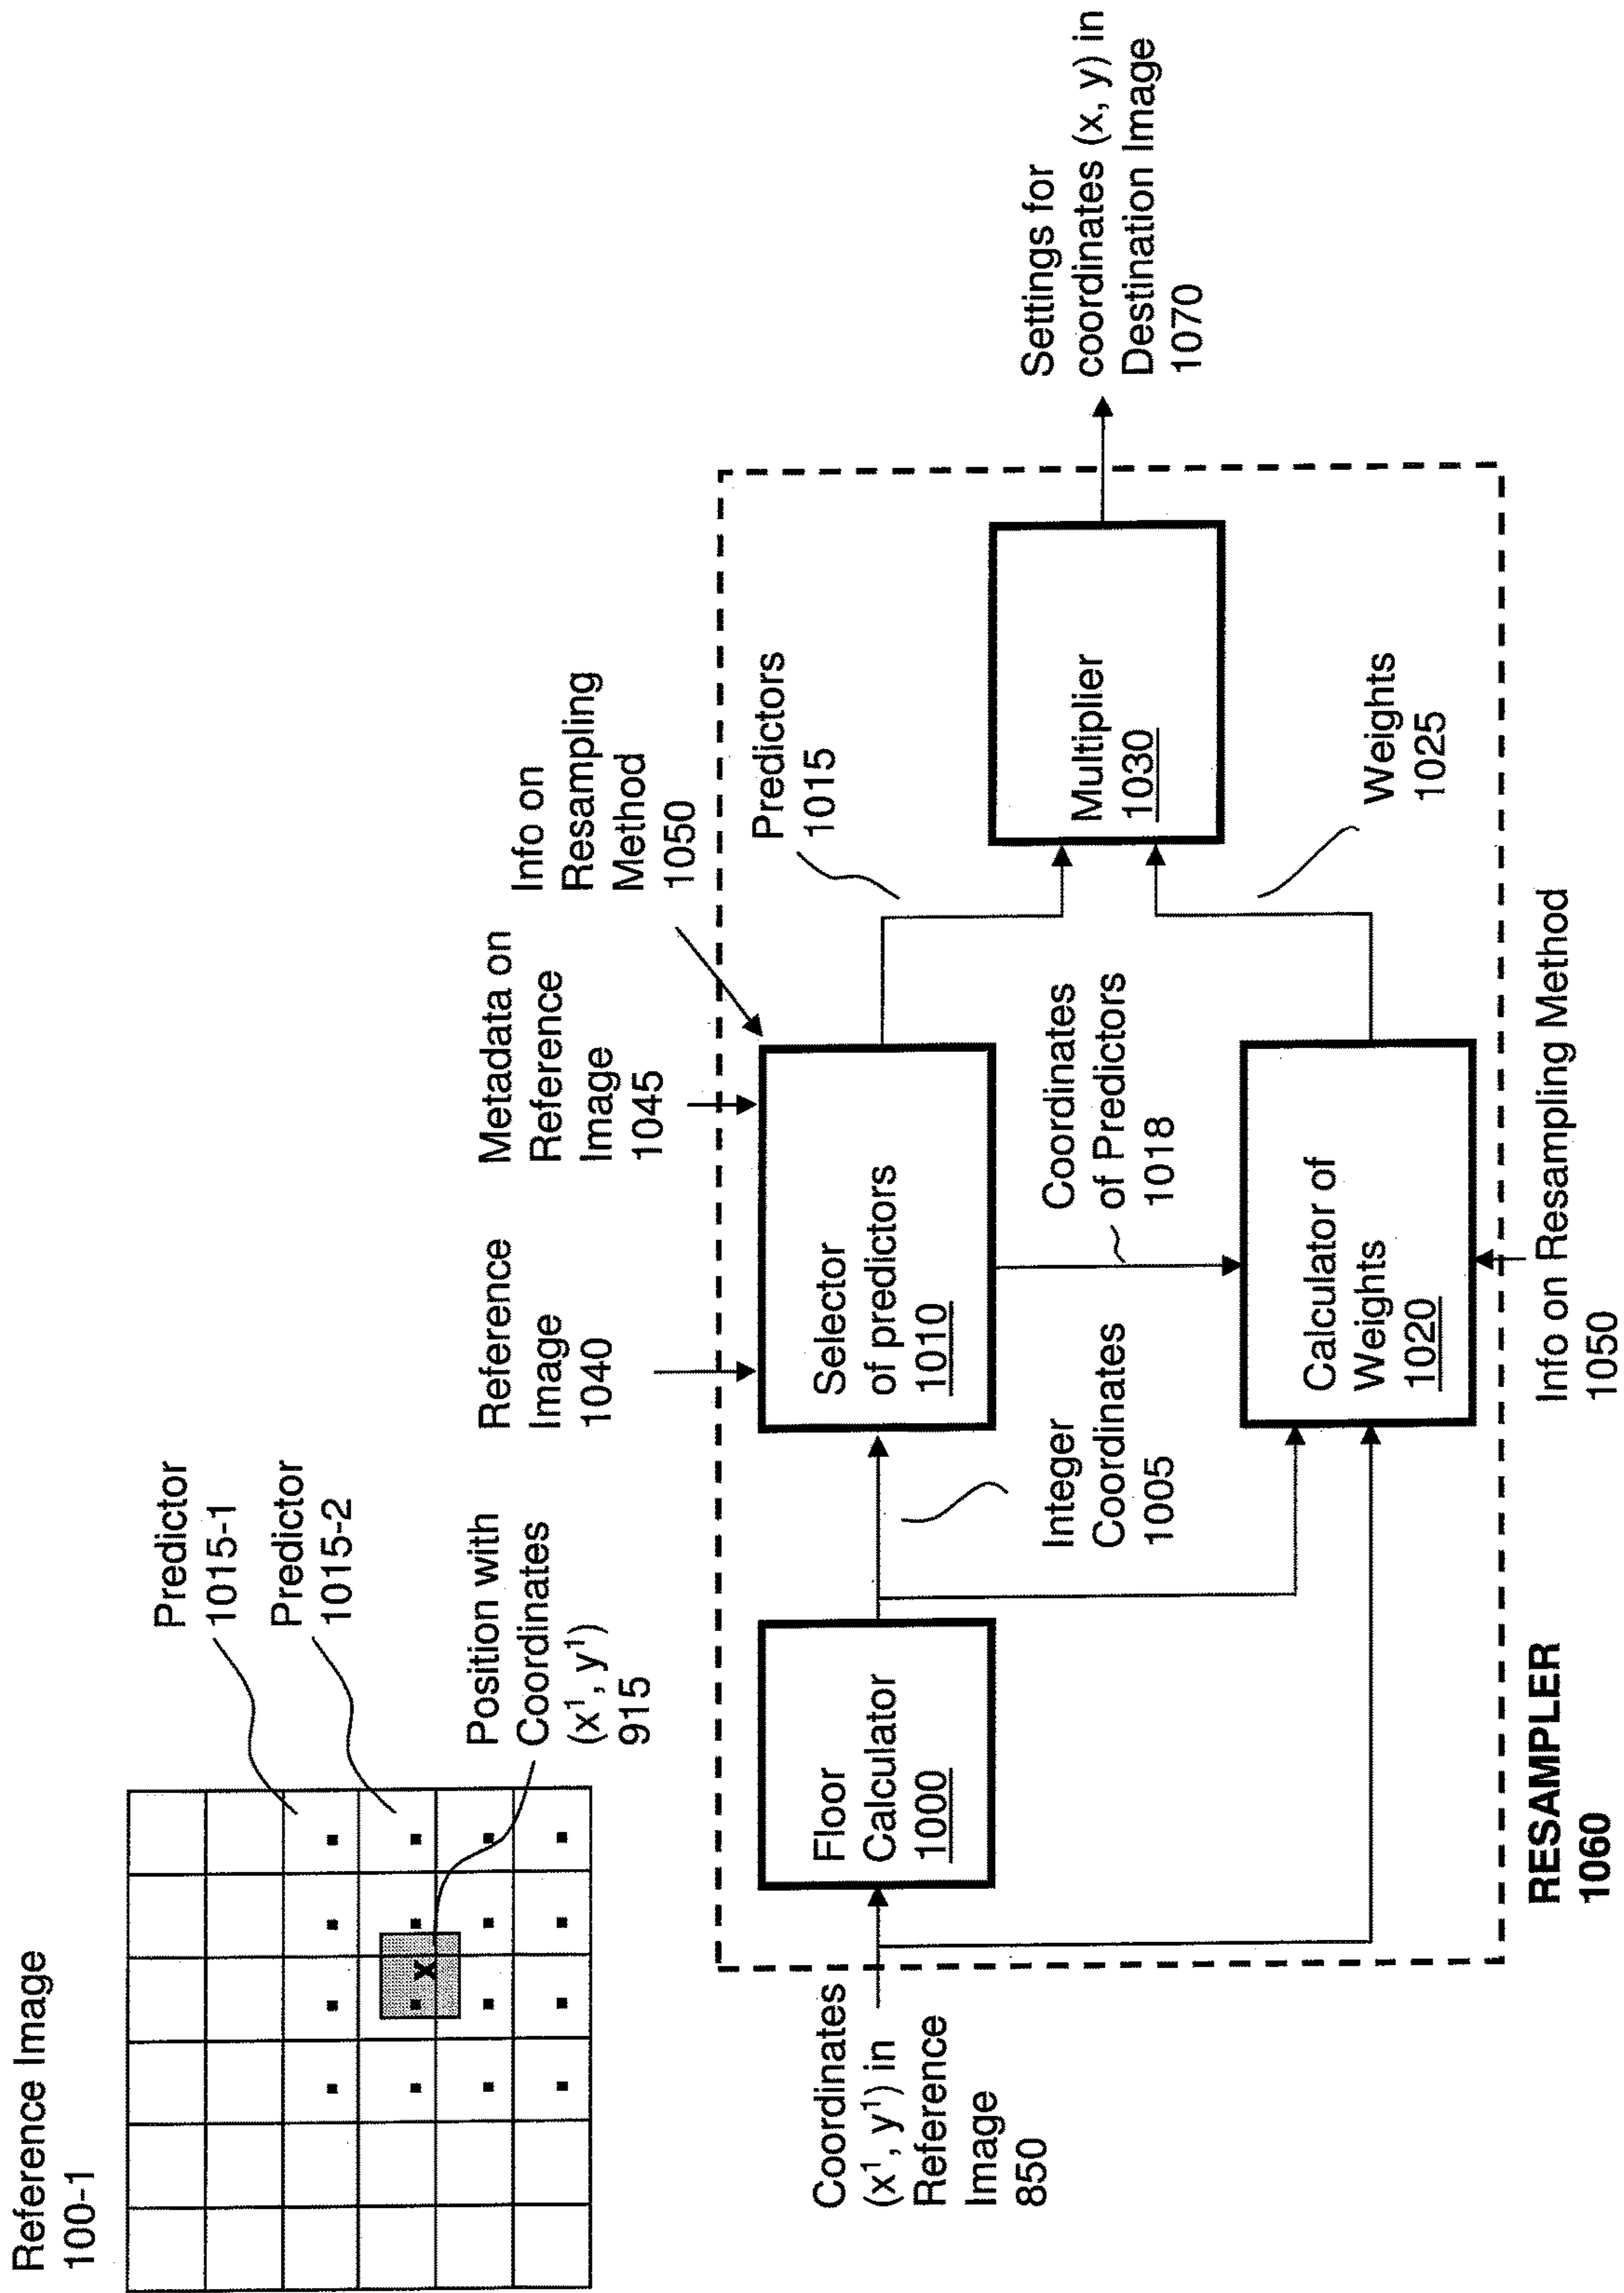 Reference Image
100-1
Predictor
1015-1
Predictor
1015-2
Position with
Coordinates
(x¹, y¹)
915
Reference
Image
1040
Metadata on
Reference
Image
1045
Info on
Resampling
Method
1050
Predictors
1015
Coordinates
(x¹, y¹) in
Reference
Image
850
Floor
Calculator
1000
Integer
Coordinates
1005
Selector
of predictors
1010
Coordinates
of Predictors
1018
Calculator of
Weights
1020
Multiplier
1030
Weights
1025
Settings for
coordinates (x, y) in
Destination Image
1070
Info on Resampling Method
1050
RESAMPLER
1060
x